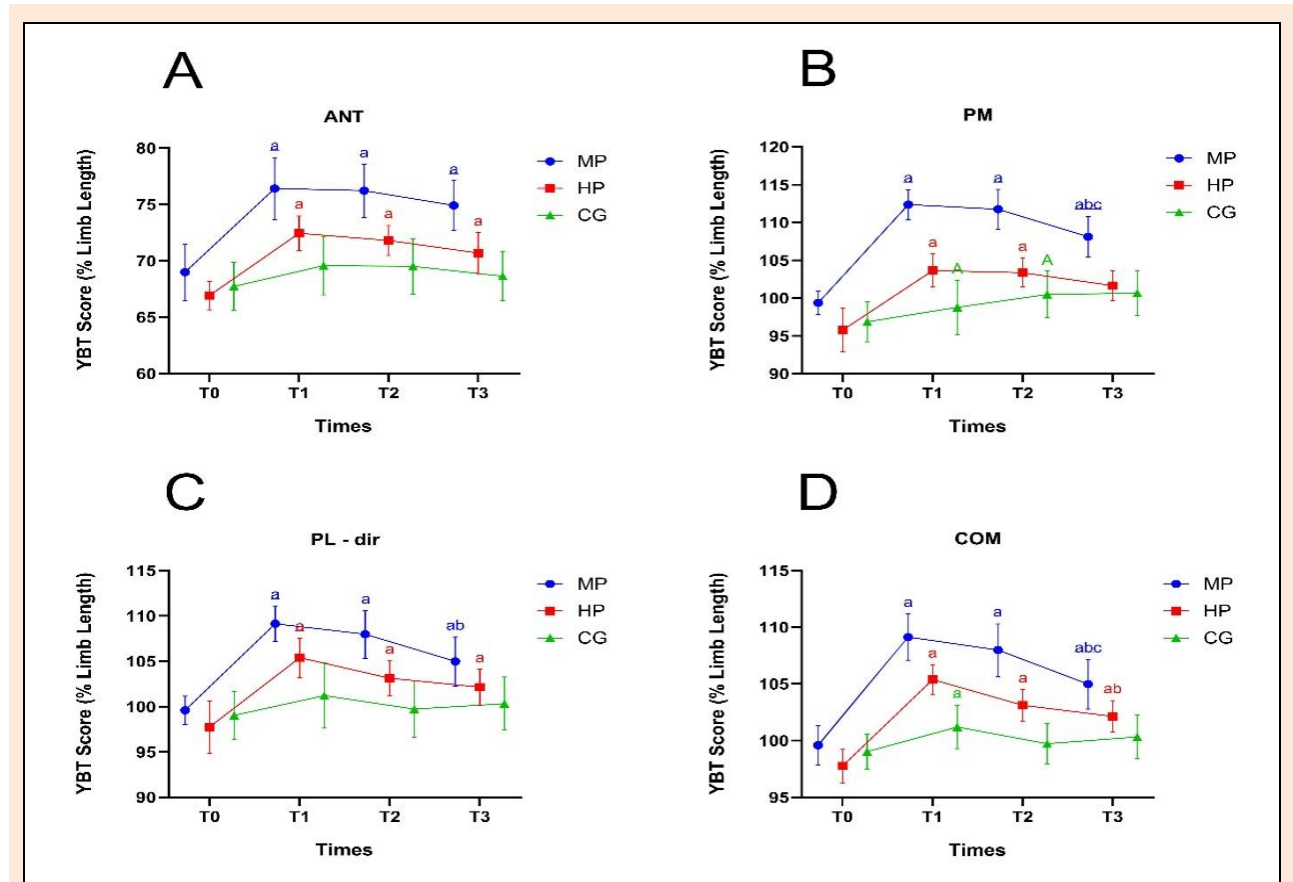 A
ANT
YBT Score (% Limb Length)
80
75
70
65
60
a
a
a
a
a
a
T0
T1
T2
T3
Times
MP
HP
CG
B
PM
YBT Score (% Limb Length)
120
115
110
105
100
95
90
a
a
abc
a
a
A
A
T0
T1
T2
T3
Times
MP
HP
CG
C
PL - dir
YBT Score (% Limb Length)
115
110
105
100
95
90
a
a
ab
a
a
a
T0
T1
T2
T3
Times
MP
HP
CG
D
COM
YBT Score (% Limb Length)
115
110
105
100
95
a
a
abc
a
a
ab
a
T0
T1
T2
T3
Times
MP
HP
CG